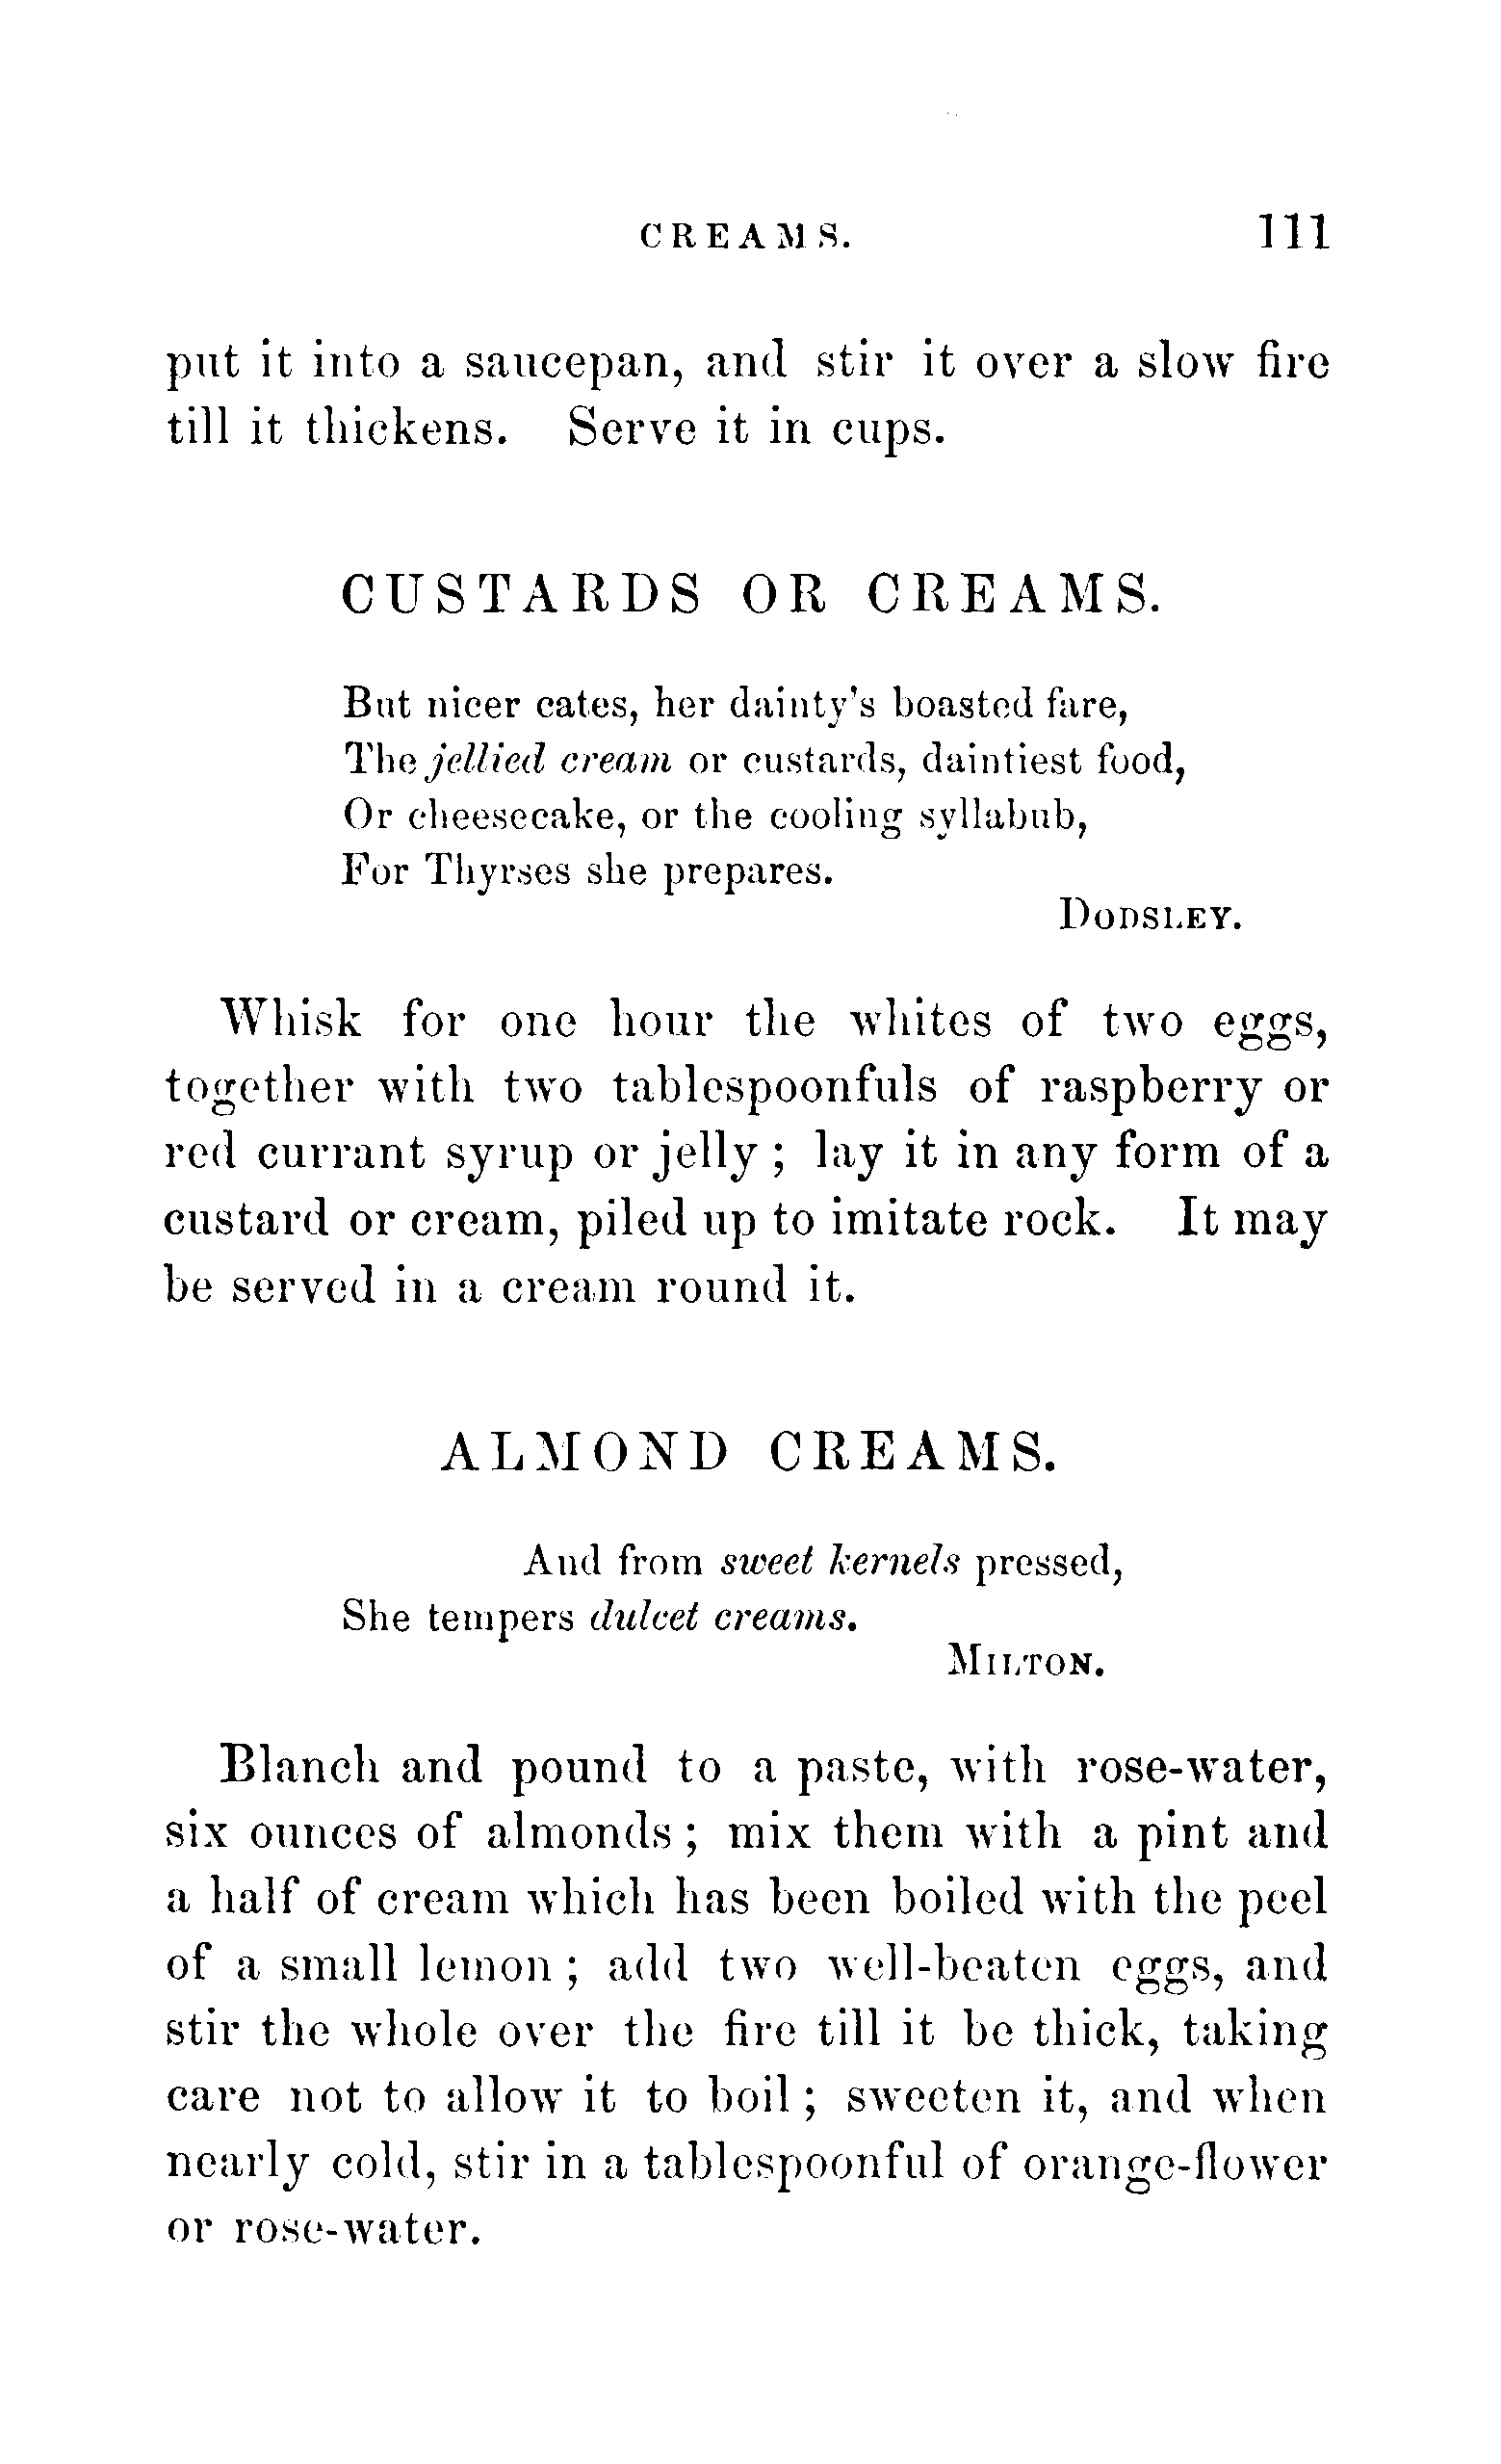 CREAMS. 111
put it into a saucepan, and stir it over a slow fire
till it thickens. Serve it in cups.
CUSTARDS OR CREAMS.
But nicer cates, her dainty's boasted fare,
The jellied cream or custards, daintiest food,
Or cheesecake, or the cooling syllabub,
For Thyrses she prepares.
DODSLEY.
Whisk for one hour the whites of two eggs,
together with two tablespoonfuls of raspberry or
red currant syrup or jelly; lay it in any form of a
custard or cream, piled up to imitate rock. It may
be served in a cream round it.
ALMOND CREAMS.
And from sweet kernels pressed,
She tempers dulcet creams.
MILTON.
Blanch and pound to a paste, with rose-water,
six ounces of almonds; mix them with a pint and
a half of cream which has been boiled with the peel
of a small lemon; add two well-beaten eggs, and
stir the whole over the fire till it be thick, taking
care not to allow it to boil; sweeten it, and when
nearly cold, stir in a tablespoonful of orange-flower
or rose-water.